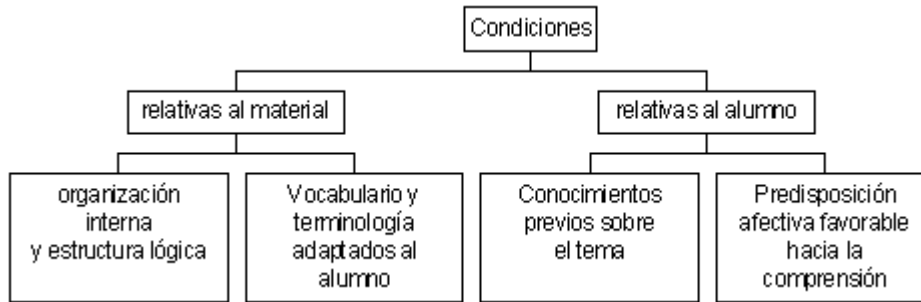 Condiciones
relativas al material
relativas al alumno
organización
interna
y estructura lógica
Vocabulario y
terminología
adaptados al
alumno
Conocimientos
previos sobre
el tema
Predisposición
afectiva favorable
hacia la
comprensión